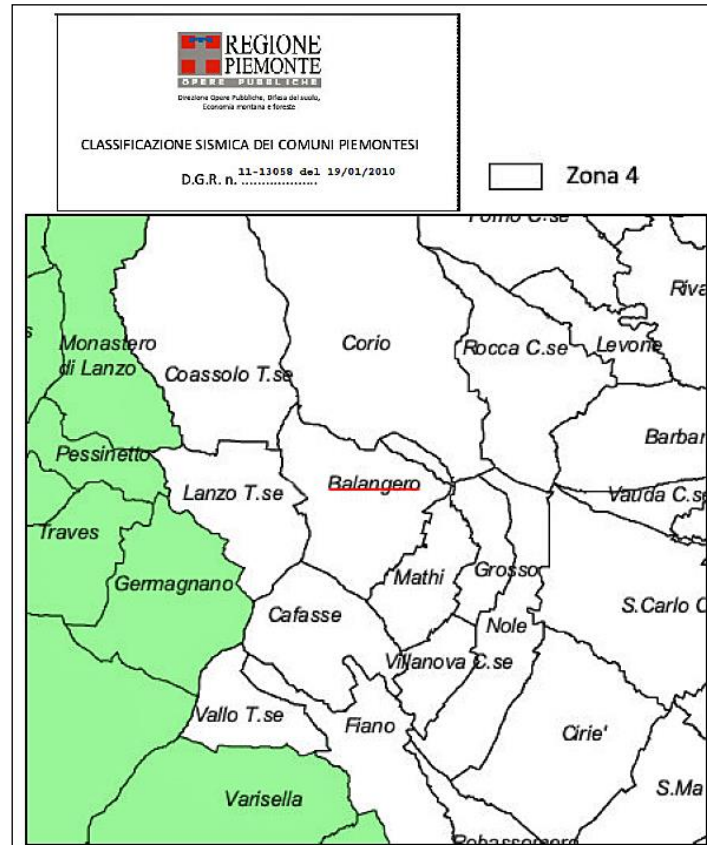 REGIONE
PIEMONTE
OPERE PUBBLICHE
Direzione Opere Pubbliche, Difesa del suolo,
Economia montana e foreste
CLASSIFICAZIONE SISMICA DEI COMUNI PIEMONTESI
D.G.R. n. 11-13058 del 19/01/2010
Zona 4
Riva
Monastero
di Lanzo
Coassolo T.se
Corio
Rocca C.se
Levone
Pessinetto
Barbar
Lanzo T.se
Balangero
Vauda C.se
Traves
Germagnano
Mathi
Grosso
Cafasse
Nole
S.Carlo C
Villanova C.se
Vallo T.se
Fiano
Cirie'
Varisella
S.Ma